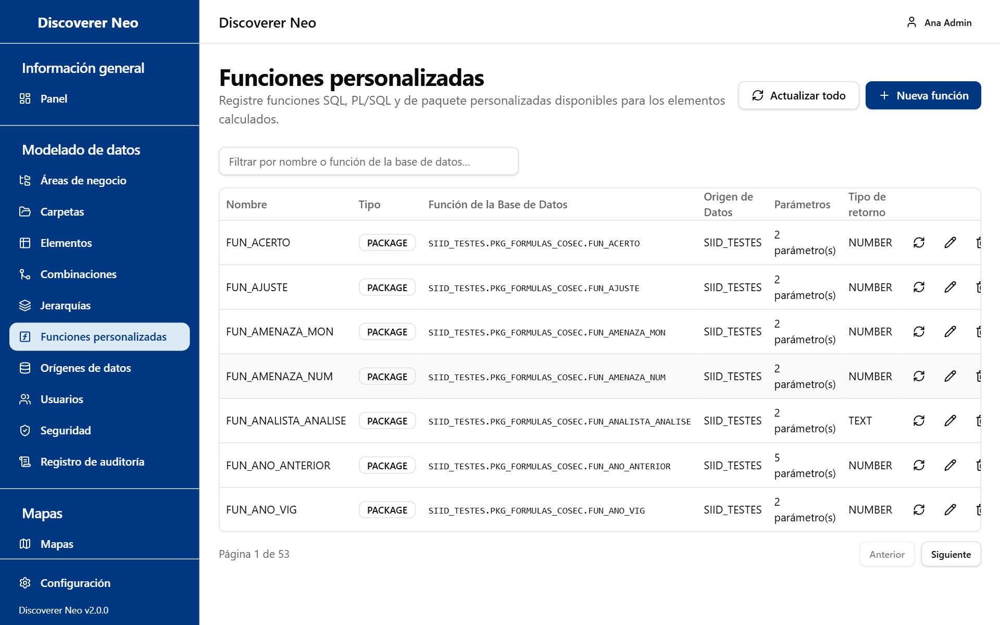 Discoverer Neo
Información general
Panel
Modelado de datos
Áreas de negocio
Carpetas
Elementos
Combinaciones
Jerarquías
Funciones personalizadas
Orígenes de datos
Usuarios
Seguridad
Registro de auditoría
Mapas
Mapas
Configuración
Discoverer Neo v2.0.0
Discoverer Neo
Ana Admin
Funciones personalizadas
Registre funciones SQL, PL/SQL y de paquete personalizadas disponibles para los elementos
calculados.
Actualizar todo
Nueva función
Filtrar por nombre o función de la base de datos...
Nombre Tipo Función de la Base de Datos Origen de Datos Parámetros Tipo de retorno
FUN_ACERTO PACKAGE SIID_TESTES.PKG_FORMULAS_COSEC.FUN_ACERTO SIID_TESTES 2 parámetro(s) NUMBER
FUN_AJUSTE PACKAGE SIID_TESTES.PKG_FORMULAS_COSEC.FUN_AJUSTE SIID_TESTES 2 parámetro(s) NUMBER
FUN_AMENAZA_MON PACKAGE SIID_TESTES.PKG_FORMULAS_COSEC.FUN_AMENAZA_MON SIID_TESTES 2 parámetro(s) NUMBER
FUN_AMENAZA_NUM PACKAGE SIID_TESTES.PKG_FORMULAS_COSEC.FUN_AMENAZA_NUM SIID_TESTES 2 parámetro(s) NUMBER
FUN_ANALISTA_ANALISE PACKAGE SIID_TESTES.PKG_FORMULAS_COSEC.FUN_ANALISTA_ANALISE SIID_TESTES 2 parámetro(s) TEXT
FUN_ANO_ANTERIOR PACKAGE SIID_TESTES.PKG_FORMULAS_COSEC.FUN_ANO_ANTERIOR SIID_TESTES 5 parámetro(s) NUMBER
FUN_ANO_VIG PACKAGE SIID_TESTES.PKG_FORMULAS_COSEC.FUN_ANO_VIG SIID_TESTES 2 parámetro(s) NUMBER
Página 1 de 53
Anterior
Siguiente